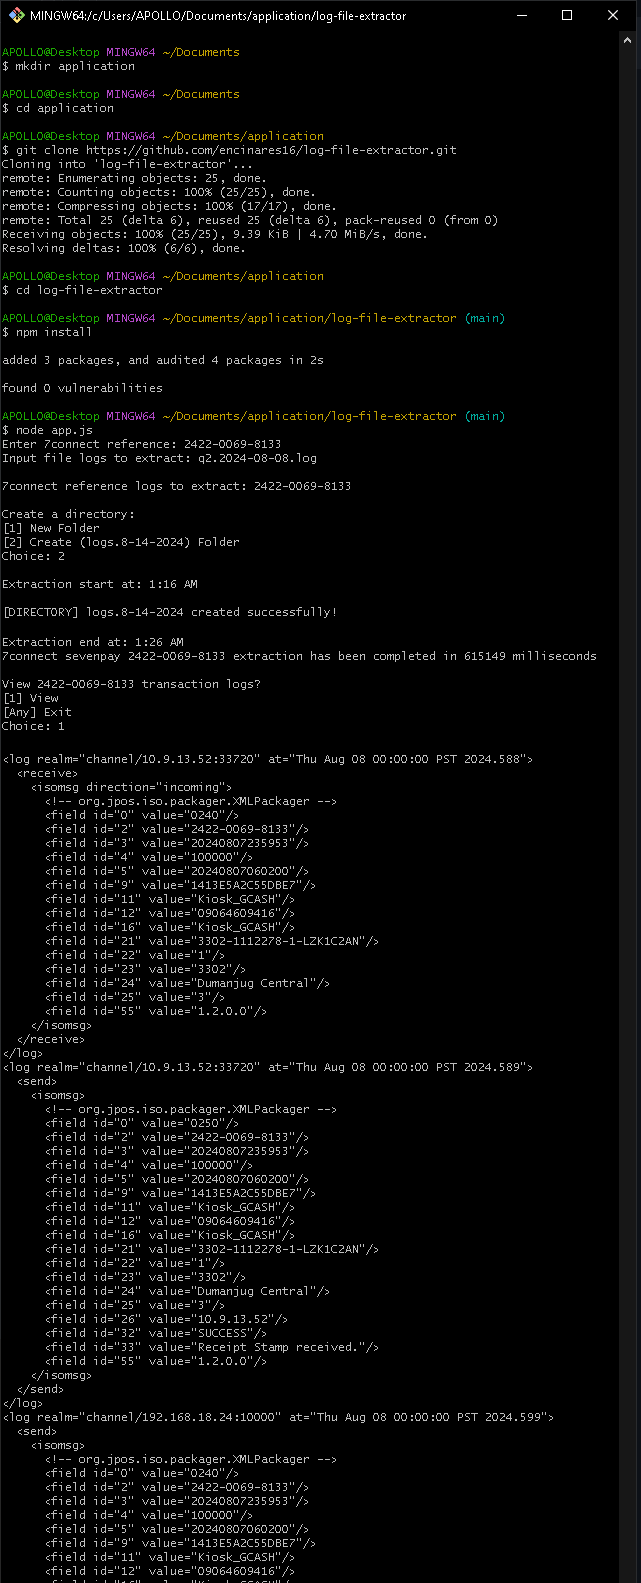 MINGW64:/c/Users/APOLLO/Documents/application/log-file-extractor
APOLLO@Desktop MINGW64 ~/Documents
$ mkdir application
APOLLO@Desktop MINGW64 ~/Documents
$ cd application
APOLLO@Desktop MINGW64 ~/Documents/application
$ git clone https://github.com/encinares16/log-file-extractor.git
Cloning into 'log-file-extractor'...
remote: Enumerating objects: 25, done.
remote: Counting objects: 100% (25/25), done.
remote: Compressing objects: 100% (17/17), done.
remote: Total 25 (delta 6), reused 25 (delta 6), pack-reused 0 (from 0)
Receiving objects: 100% (25/25), 9.39 KiB | 4.70 MiB/s, done.
Resolving deltas: 100% (6/6), done.
APOLLO@Desktop MINGW64 ~/Documents/application
$ cd log-file-extractor
APOLLO@Desktop MINGW64 ~/Documents/application/log-file-extractor (main)
$ npm install
added 3 packages, and audited 4 packages in 2s
found 0 vulnerabilities
APOLLO@Desktop MINGW64 ~/Documents/application/log-file-extractor (main)
$ node app.js
Enter 7connect reference: 2422-0069-8133
Input file logs to extract: q2.2024-08-08.log
7connect reference logs to extract: 2422-0069-8133
Create a directory:
[1] New Folder
[2] Create (logs.8-14-2024) Folder
Choice: 2
Extraction start at: 1:16 AM
[DIRECTORY] logs.8-14-2024 created successfully!
Extraction end at: 1:26 AM
7connect sevenpay 2422-0069-8133 extraction has been completed in 615149 milliseconds
View 2422-0069-8133 transaction logs?
[1] View
[Any] Exit
Choice: 1
<log realm="channel/10.9.13.52:33720" at="Thu Aug 08 00:00:00 PST 2024.588">
<receive>
<isomsg direction="incoming">
<!-- org.jpos.iso.packager.XMLPackager -->
<field id="0" value="0240"/>
<field id="2" value="2422-0069-8133"/>
<field id="3" value="20240807235953"/>
<field id="4" value="100000"/>
<field id="5" value="20240807060200"/>
<field id="9" value="1413E5A2C55DBE7"/>
<field id="11" value="Kiosk_GCASH"/>
<field id="12" value="09064609416"/>
<field id="16" value="Kiosk_GCASH"/>
<field id="21" value="3302-1112278-1-LZK1C2AN"/>
<field id="22" value="1"/>
<field id="23" value="3302"/>
<field id="24" value="Dumanjug Central"/>
<field id="25" value="3"/>
<field id="55" value="1.2.0.0"/>
</isomsg>
</receive>
</log>
<log realm="channel/10.9.13.52:33720" at="Thu Aug 08 00:00:00 PST 2024.589">
<send>
<isomsg>
<!-- org.jpos.iso.packager.XMLPackager -->
<field id="0" value="0250"/>
<field id="2" value="2422-0069-8133"/>
<field id="3" value="20240807235953"/>
<field id="4" value="100000"/>
<field id="5" value="20240807060200"/>
<field id="9" value="1413E5A2C55DBE7"/>
<field id="11" value="Kiosk_GCASH"/>
<field id="12" value="09064609416"/>
<field id="16" value="Kiosk_GCASH"/>
<field id="21" value="3302-1112278-1-LZK1C2AN"/>
<field id="22" value="1"/>
<field id="23" value="3302"/>
<field id="24" value="Dumanjug Central"/>
<field id="25" value="3"/>
<field id="26" value="10.9.13.52"/>
<field id="32" value="SUCCESS"/>
<field id="33" value="Receipt Stamp received."/>
<field id="55" value="1.2.0.0"/>
</isomsg>
</send>
</log>
<log realm="channel/192.168.18.24:10000" at="Thu Aug 08 00:00:00 PST 2024.599">
<send>
<isomsg>
<!-- org.jpos.iso.packager.XMLPackager -->
<field id="0" value="0240"/>
<field id="2" value="2422-0069-8133"/>
<field id="3" value="20240807235953"/>
<field id="4" value="100000"/>
<field id="5" value="20240807060200"/>
<field id="9" value="1413E5A2C55DBE7"/>
<field id="11" value="Kiosk_GCASH"/>
<field id="12" value="09064609416"/>